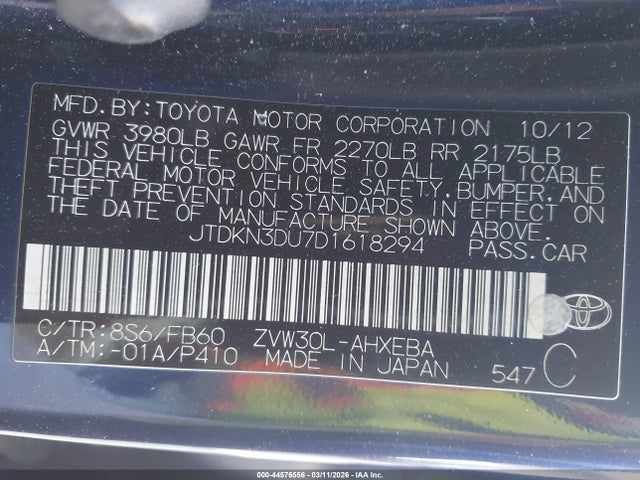 MFD. BY: TOYOTA MOTOR CORPORATION 10/12
GVWR 3980LB GAWR FR 2270LB RR 2175LB
THIS VEHICLE CONFORMS TO ALL APPLICABLE
FEDERAL MOTOR VEHICLE SAFETY, BUMPER, AND
THEFT PREVENTION STANDARDS IN EFFECT ON
THE DATE OF MANUFACTURE SHOWN ABOVE.
JTDKN3DU7D1618294 PASS. CAR
C/TR: 8S6/FB60 ZVW30L-AHXEBA
A/TM: -01A/P410 MADE IN JAPAN 547 C
000-44576556 - 03/11/2026 - IAA Inc.